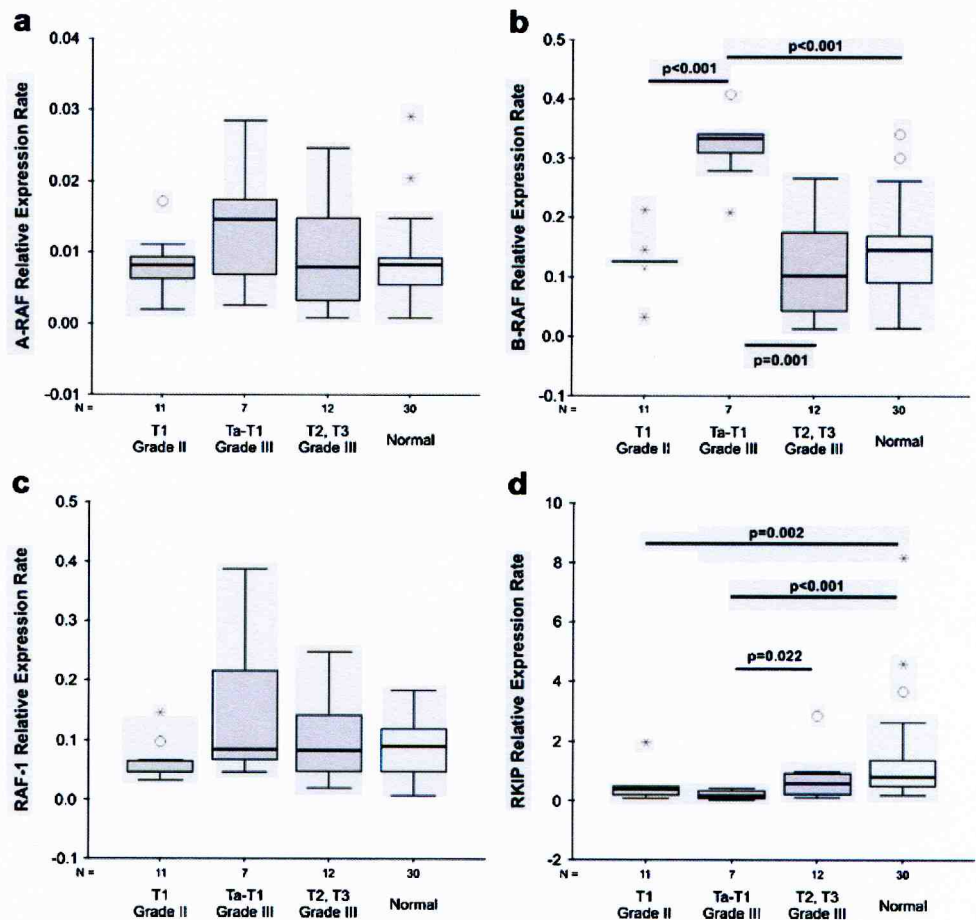 a
A-RAF Relative Expression Rate
0.04
0.03
0.02
0.01
0.00
-0.01
N = 11 7 12 30
T1 Ta-T1 T2, T3 Normal
Grade II Grade III Grade III
b
B-RAF Relative Expression Rate
0.5
0.4
0.3
0.2
0.1
0.0
-0.1
p<0.001
p<0.001
p=0.001
N = 11 7 12 30
T1 Ta-T1 T2, T3 Normal
Grade II Grade III Grade III
c
RAF-1 Relative Expression Rate
0.5
0.4
0.3
0.2
0.1
0.0
-0.1
N = 11 7 12 30
T1 Ta-T1 T2, T3 Normal
Grade II Grade III Grade III
d
RKIP Relative Expression Rate
10
8
6
4
2
0
-2
p=0.002
p<0.001
p=0.022
N = 11 7 12 30
T1 Ta-T1 T2, T3 Normal
Grade II Grade III Grade III